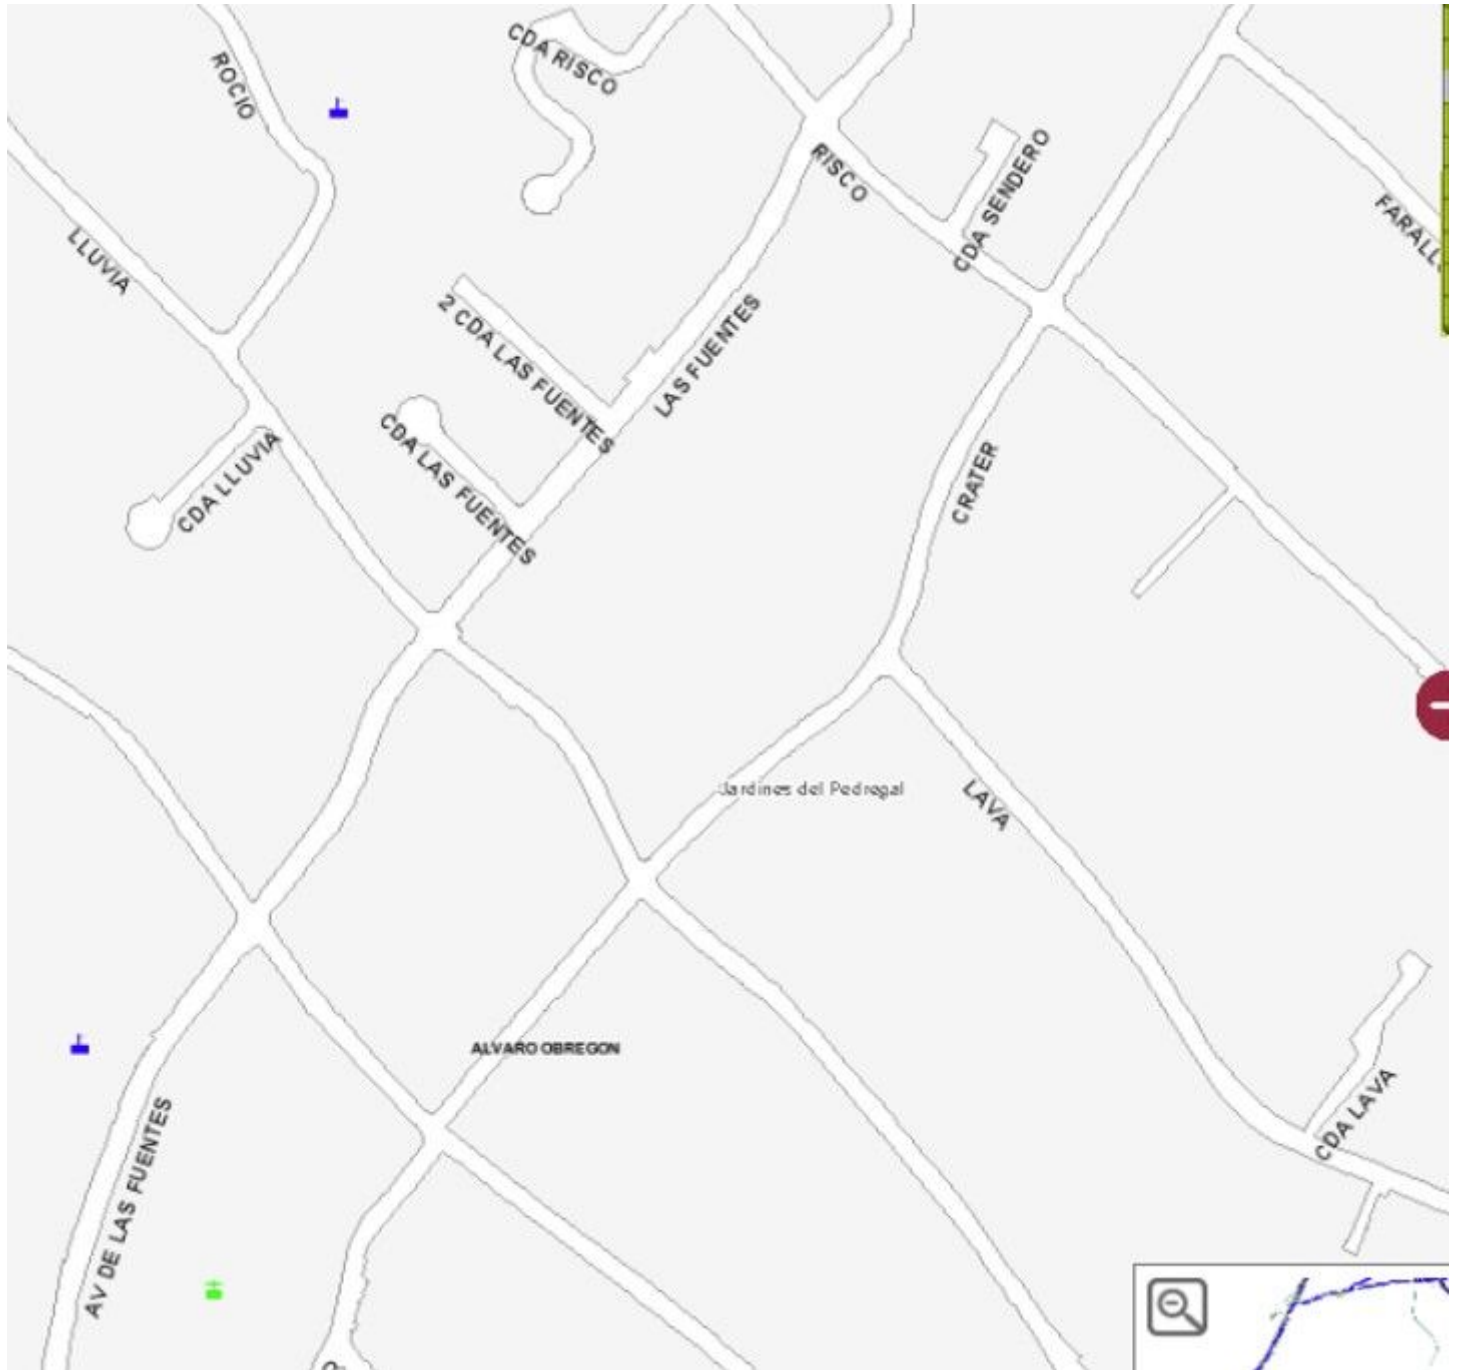 CDA RISCO
ROCIO
RISCO
CDA SENDERO
LLUVIA
2 CDA LAS FUENTES
LAS FUENTES
CDA LAS FUENTES
CDA LLUVIA
CRATER
Jardines del Pedregal
LAVA
ALVARO OBREGON
CDA LAVA
AV DE LAS FUENTES